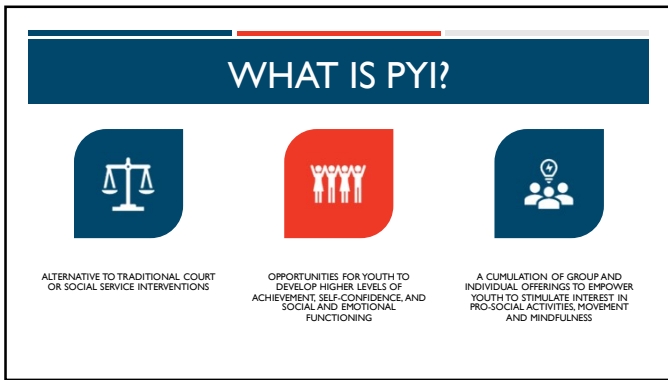 WHAT IS PYI?
ALTERNATIVE TO TRADITIONAL COURT
OR SOCIAL SERVICE INTERVENTIONS
OPPORTUNITIES FOR YOUTH TO
DEVELOP HIGHER LEVELS OF
ACHIEVEMENT, SELF-CONFIDENCE, AND
SOCIAL AND EMOTIONAL
FUNCTIONING
A CUMULATION OF GROUP AND
INDIVIDUAL OFFERINGS TO EMPOWER
YOUTH TO STIMULATE INTEREST IN
PRO-SOCIAL ACTIVITIES, MOVEMENT
AND MINDFULNESS